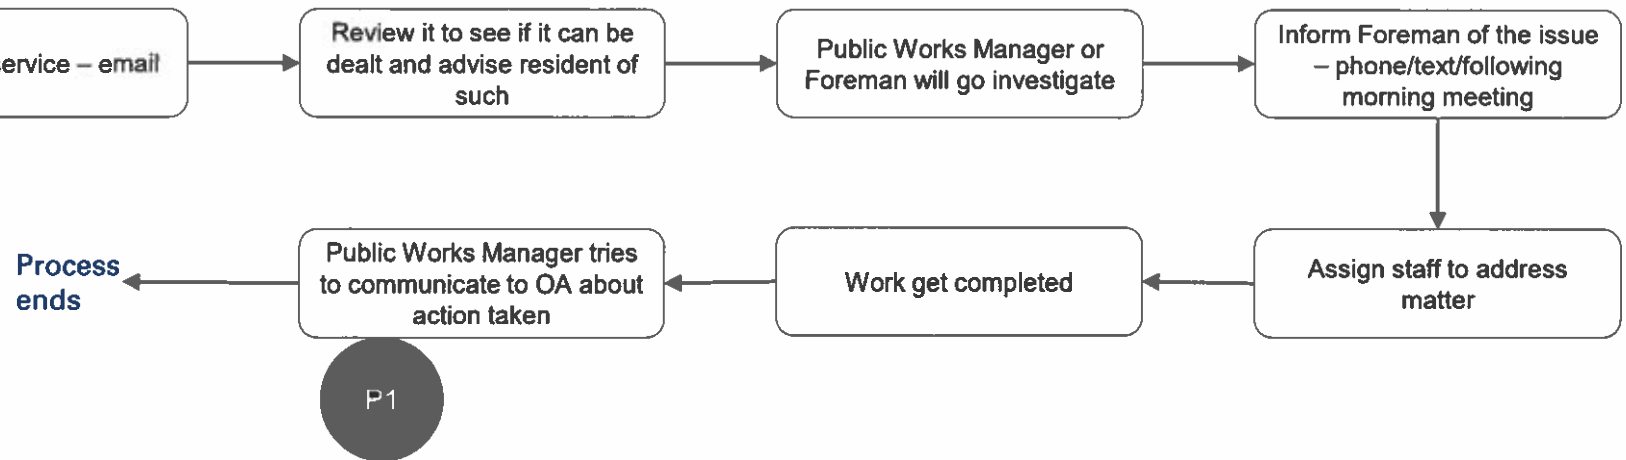 ervice – email
Review it to see if it can be
dealt and advise resident of
such
Public Works Manager or
Foreman will go investigate
Inform Foreman of the issue
– phone/text/following
morning meeting
Assign staff to address
matter
Work get completed
Public Works Manager tries
to communicate to OA about
action taken
Process
ends
P1